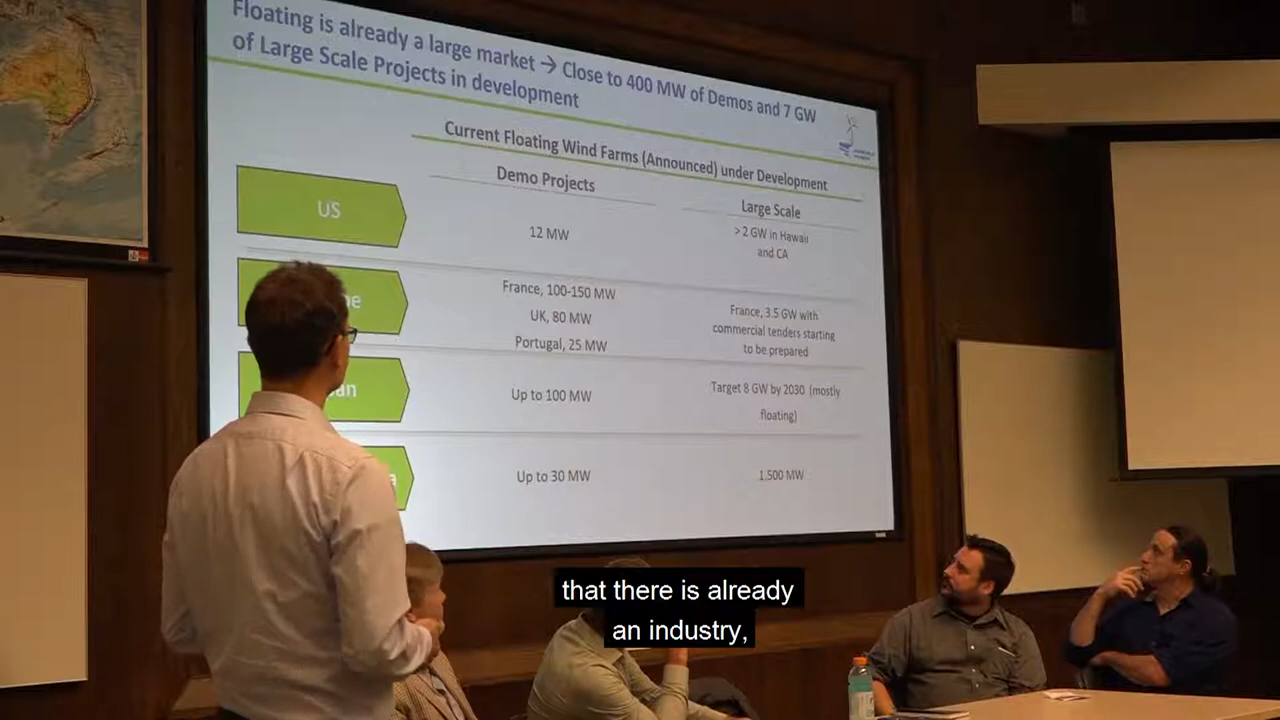 Floating is already a large market → Close to 400 MW of Demos and 7 GW
of Large Scale Projects in development
Current Floating Wind Farms (Announced) under Development
Demo Projects
Large Scale
US
12 MW
> 2 GW in Hawaii
and CA
France, 100-150 MW
UK, 80 MW
Portugal, 25 MW
France, 3.5 GW with
commercial tenders starting
to be prepared
Up to 100 MW
Target 8 GW by 2030 (mostly
floating)
Up to 30 MW
1,500 MW
that there is already
an industry,